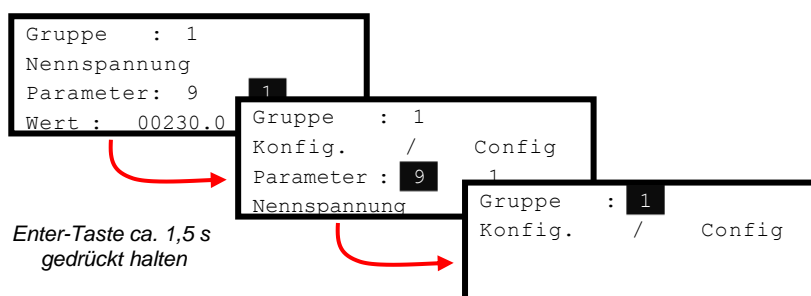 Gruppe : 1
Nennspannung
Parameter: 9 1
Wert : 00230.0
Gruppe : 1
Konfig. / Config
Parameter : 9 1
Nennspannung
Gruppe : 1
Konfig. / Config
Enter-Taste ca. 1,5 s
gedrückt halten